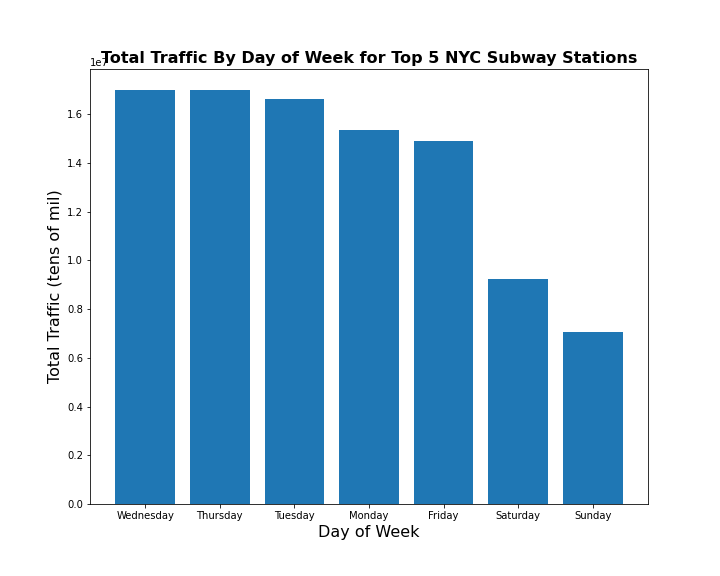 Total Traffic By Day of Week for Top 5 NYC Subway Stations
1e7
1.6
1.4
1.2
1.0
0.8
0.6
0.4
0.2
0.0
Total Traffic (tens of mil)
Wednesday Thursday Tuesday Monday Friday Saturday Sunday
Day of Week